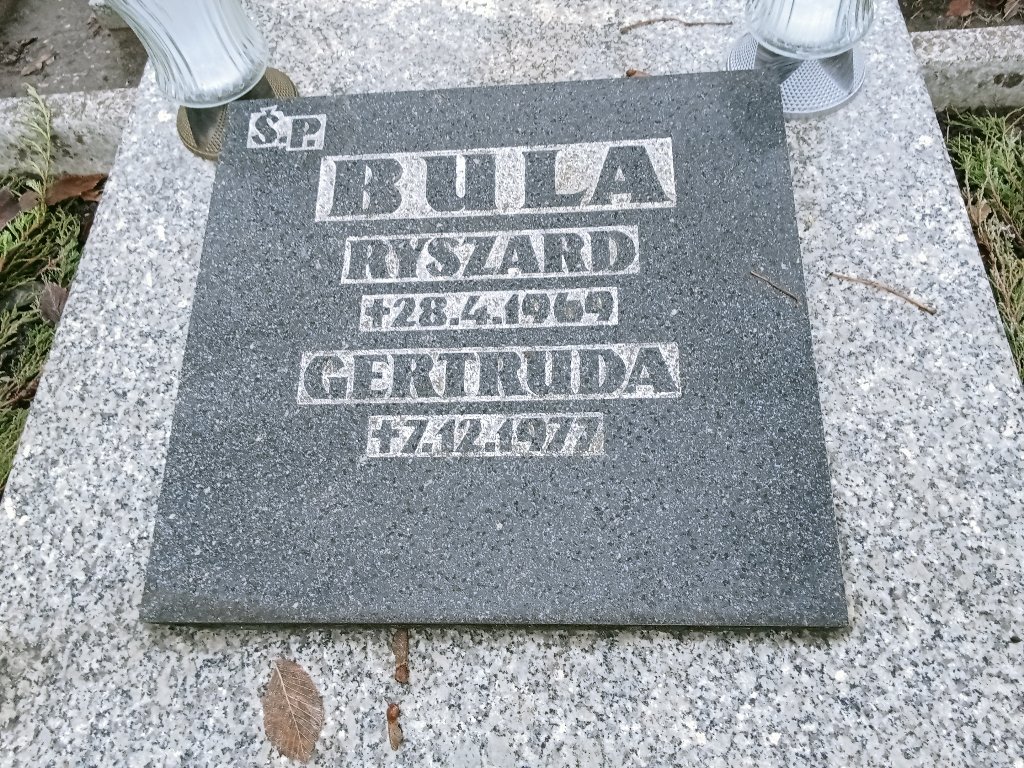 Ś.P.
BULA
RYSZARD
†28.4.1969
GERTRUDA
†7.12.1977